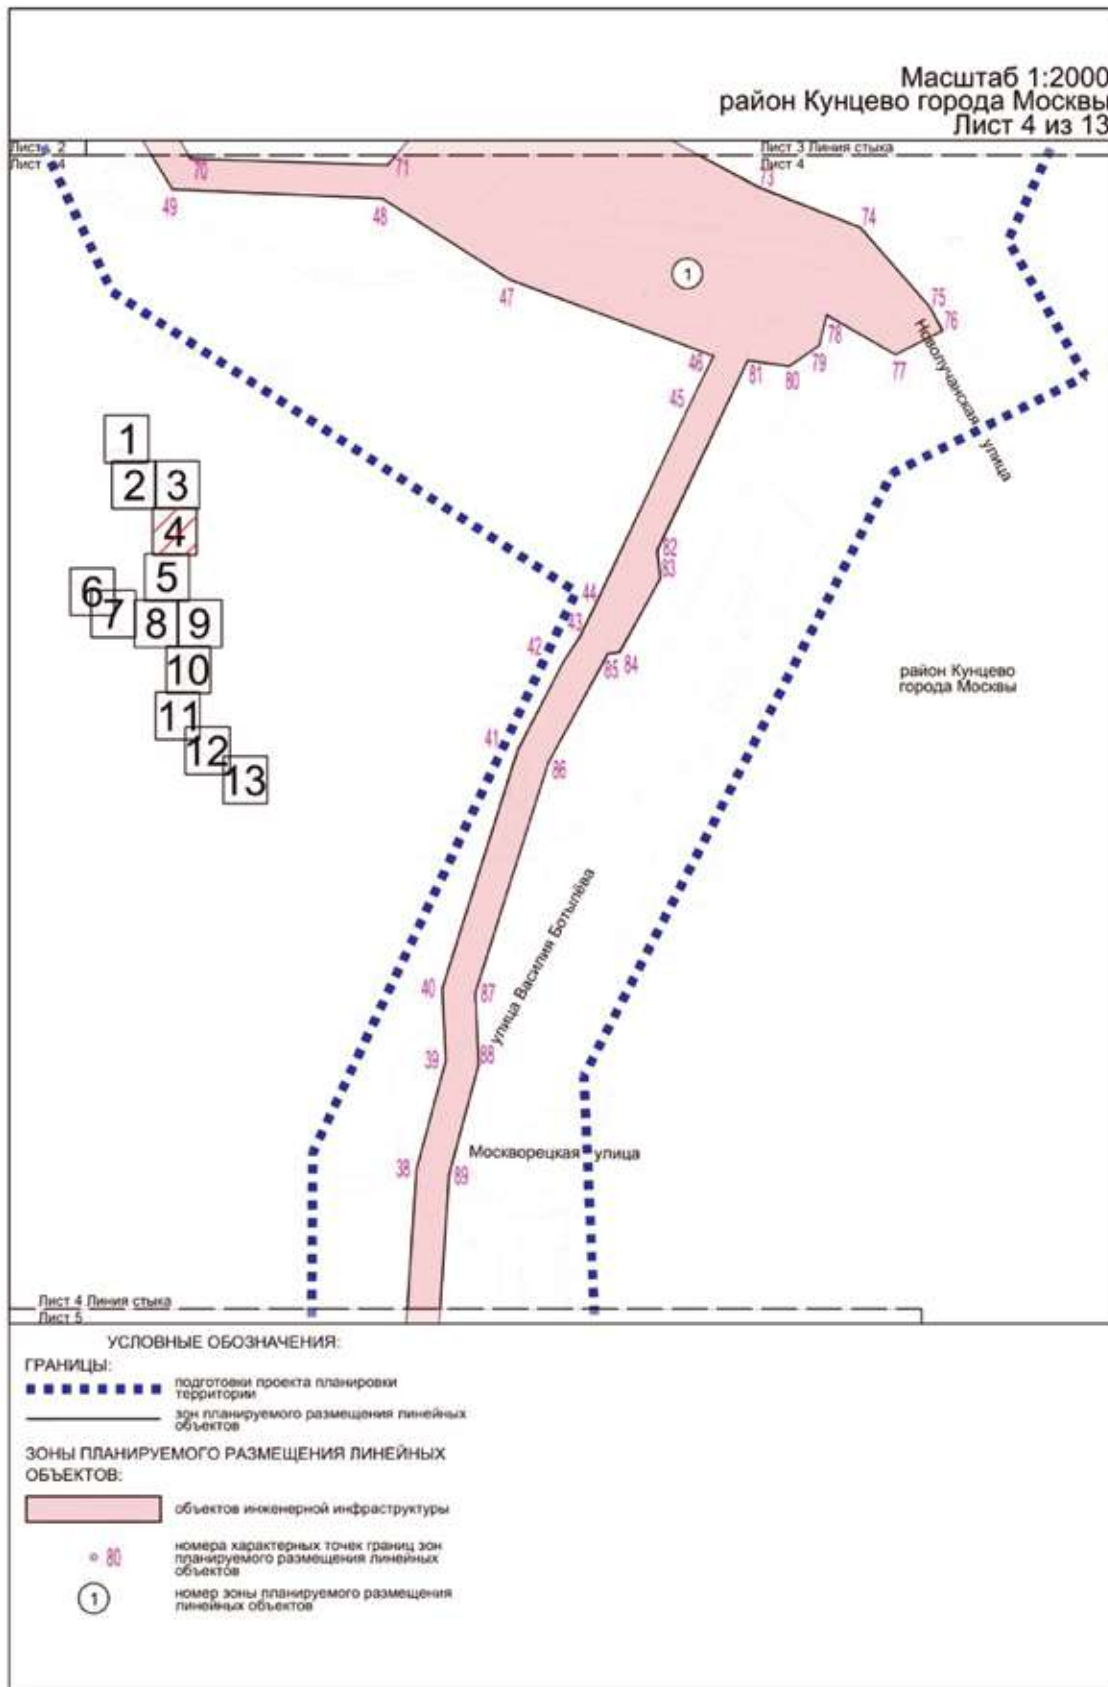 Масштаб 1:2000
район Кунцево города Москвы
Лист 4 из 13
Лист 2
Лист 4
Лист 3 Линия стыка
Лист 4
70
71
73
49
48
74
1
47
75
76
78
Новолучанская улица
46
79
77
81
80
45
1
2
3
4
5
6
7
8
9
10
11
12
13
82
83
44
43
42
84
85
район Кунцево
города Москвы
41
86
улица Василия Ботылёва
40
87
39
88
Москворецкая улица
38
89
Лист 4 Линия стыка
Лист 5
УСЛОВНЫЕ ОБОЗНАЧЕНИЯ:
ГРАНИЦЫ:
подготовки проекта планировки
территории
зон планируемого размещения линейных
объектов
ЗОНЫ ПЛАНИРУЕМОГО РАЗМЕЩЕНИЯ ЛИНЕЙНЫХ
ОБЪЕКТОВ:
объектов инженерной инфраструктуры
80
номера характерных точек границ зон
планируемого размещения линейных
объектов
1
номер зоны планируемого размещения
линейных объектов